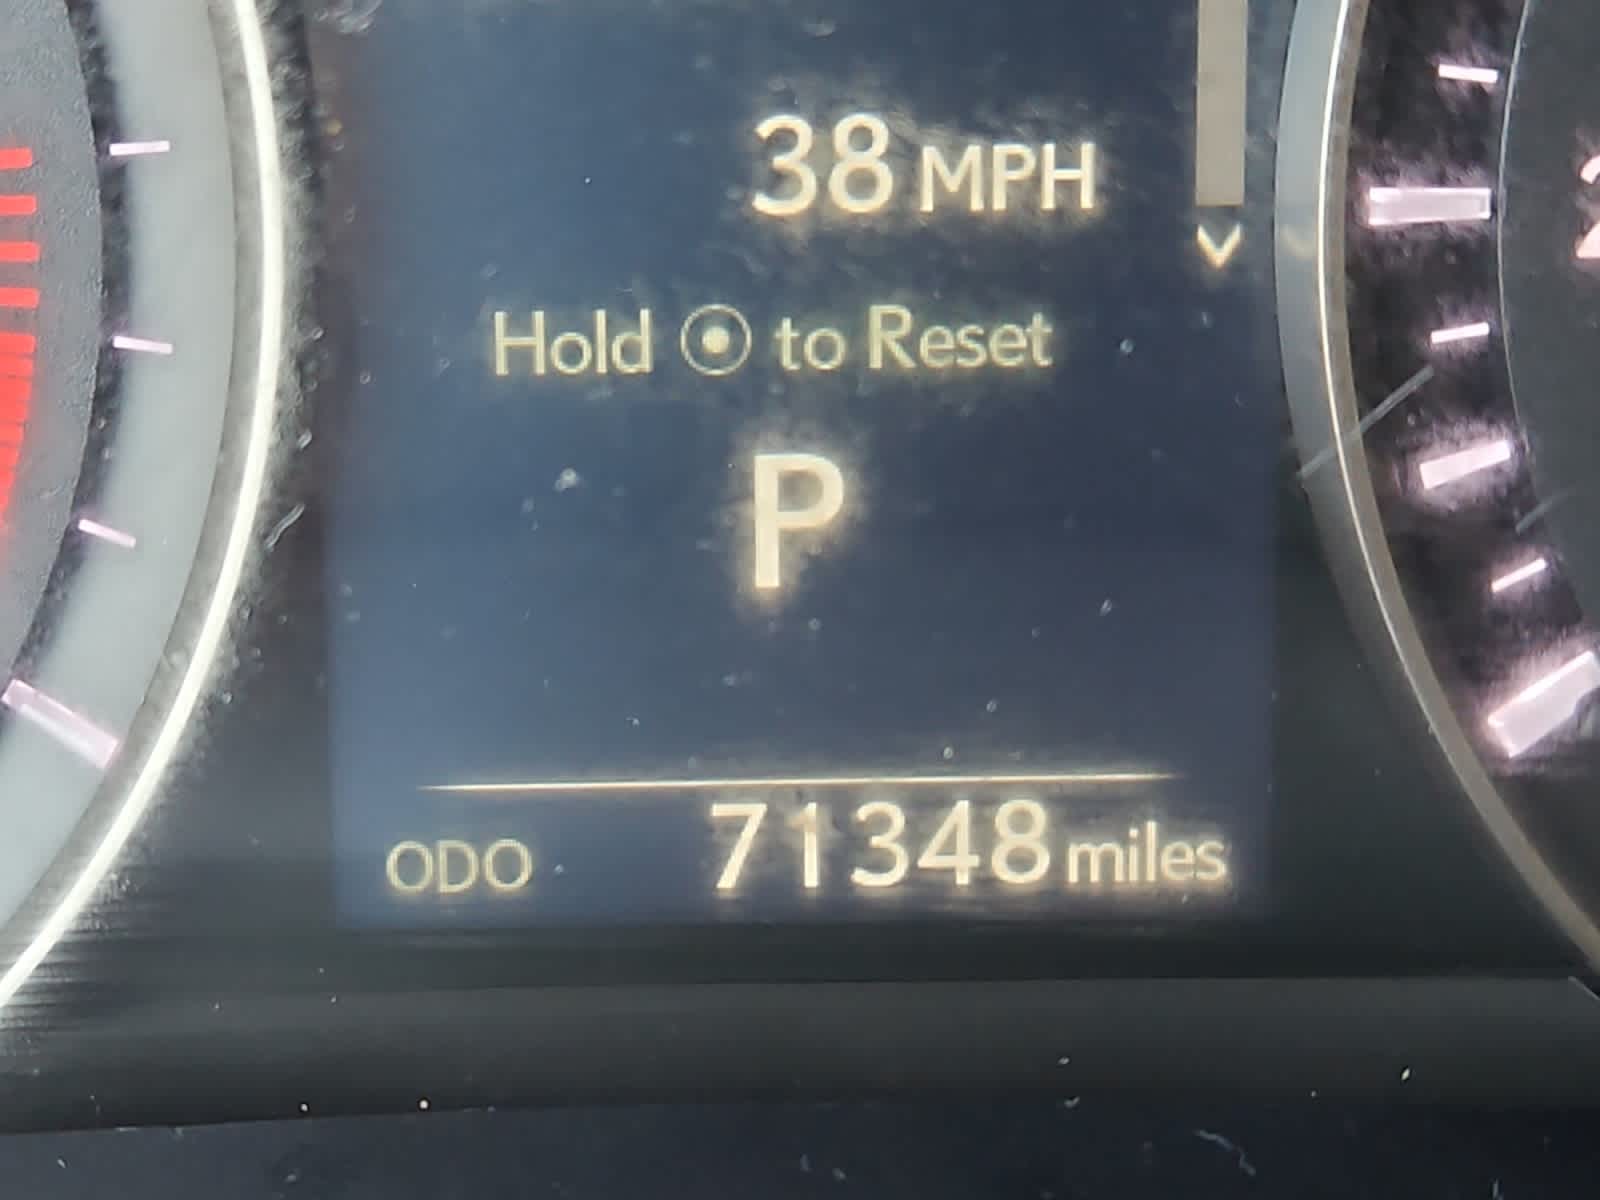 38 MPH
Hold to Reset
P
ODO 71348 miles